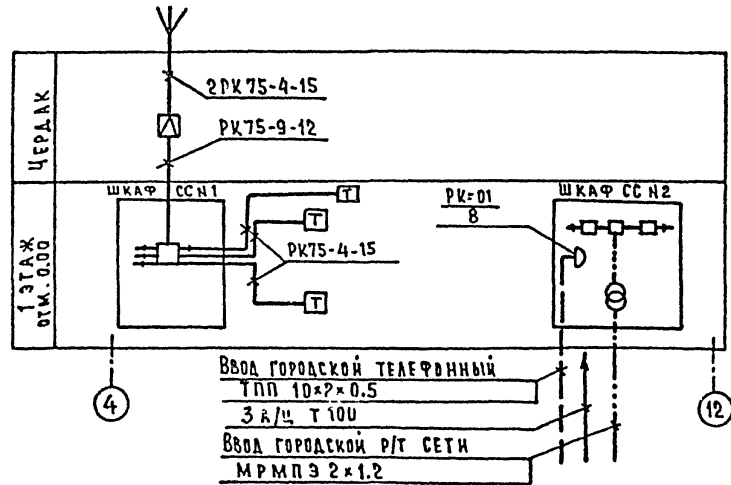 2РК75-4-15
РК75-9-12
ЧЕРДАК
ШКАФ СС N1
Т
РК-01
8
ШКАФ СС N2
Т
РК75-4-15
1 ЭТАЖ
ОТМ. 0.00
Т
ВВОД ГОРОДСКОЙ ТЕЛЕФОННЫЙ
ТПП 10×2×0.5
3 А/Ц Т 100
4
12
ВВОД ГОРОДСКОЙ Р/Т СЕТИ
МРМПЭ 2×1.2